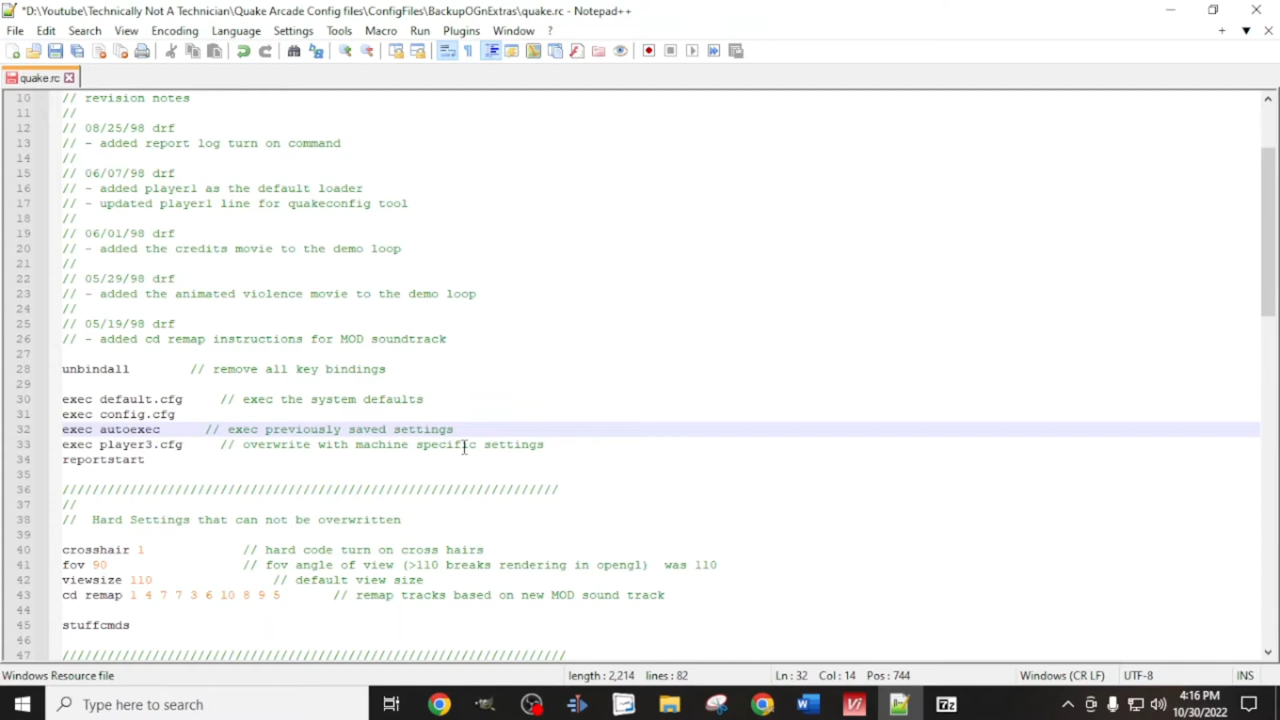 *D:\Youtube\Technically Not A Technician\Quake Arcade Config files\ConfigFiles\BackupOGnExtras\quake.rc - Notepad++
File Edit Search View Encoding Language Settings Tools Macro Run Plugins Window ?
quake.rc
10 // revision notes
11 //
12 // 08/25/98 drf
13 // - added report log turn on command
14 //
15 // 06/07/98 drf
16 // - added player1 as the default loader
17 // - updated player1 line for quakeconfig tool
18 //
19 // 06/01/98 drf
20 // - added the credits movie to the demo loop
21 //
22 // 05/29/98 drf
23 // - added the animated violence movie to the demo loop
24 //
25 // 05/19/98 drf
26 // - added cd remap instructions for MOD soundtrack
27
28 unbindall // remove all key bindings
29
30 exec default.cfg // exec the system defaults
31 exec config.cfg
32 exec autoexec // exec previously saved settings
33 exec player3.cfg // overwrite with machine specific settings
34 reportstart
35
36 //////////////////////////////////////////////////////////////////
37 //
38 // Hard Settings that can not be overwritten
39
40 crosshair 1 // hard code turn on cross hairs
41 fov 90 // fov angle of view (>110 breaks rendering in opengl) was 110
42 viewsize 110 // default view size
43 cd remap 1 4 7 7 3 6 10 8 9 5 // remap tracks based on new MOD sound track
44
45 stuffcmds
46
47 ///////////////////////////////////////////////////////////////////
Windows Resource file length : 2,214 lines : 82 Ln : 32 Col : 14 Pos : 744 Windows (CR LF) UTF-8 INS
Type here to search
4:16 PM
10/30/2022